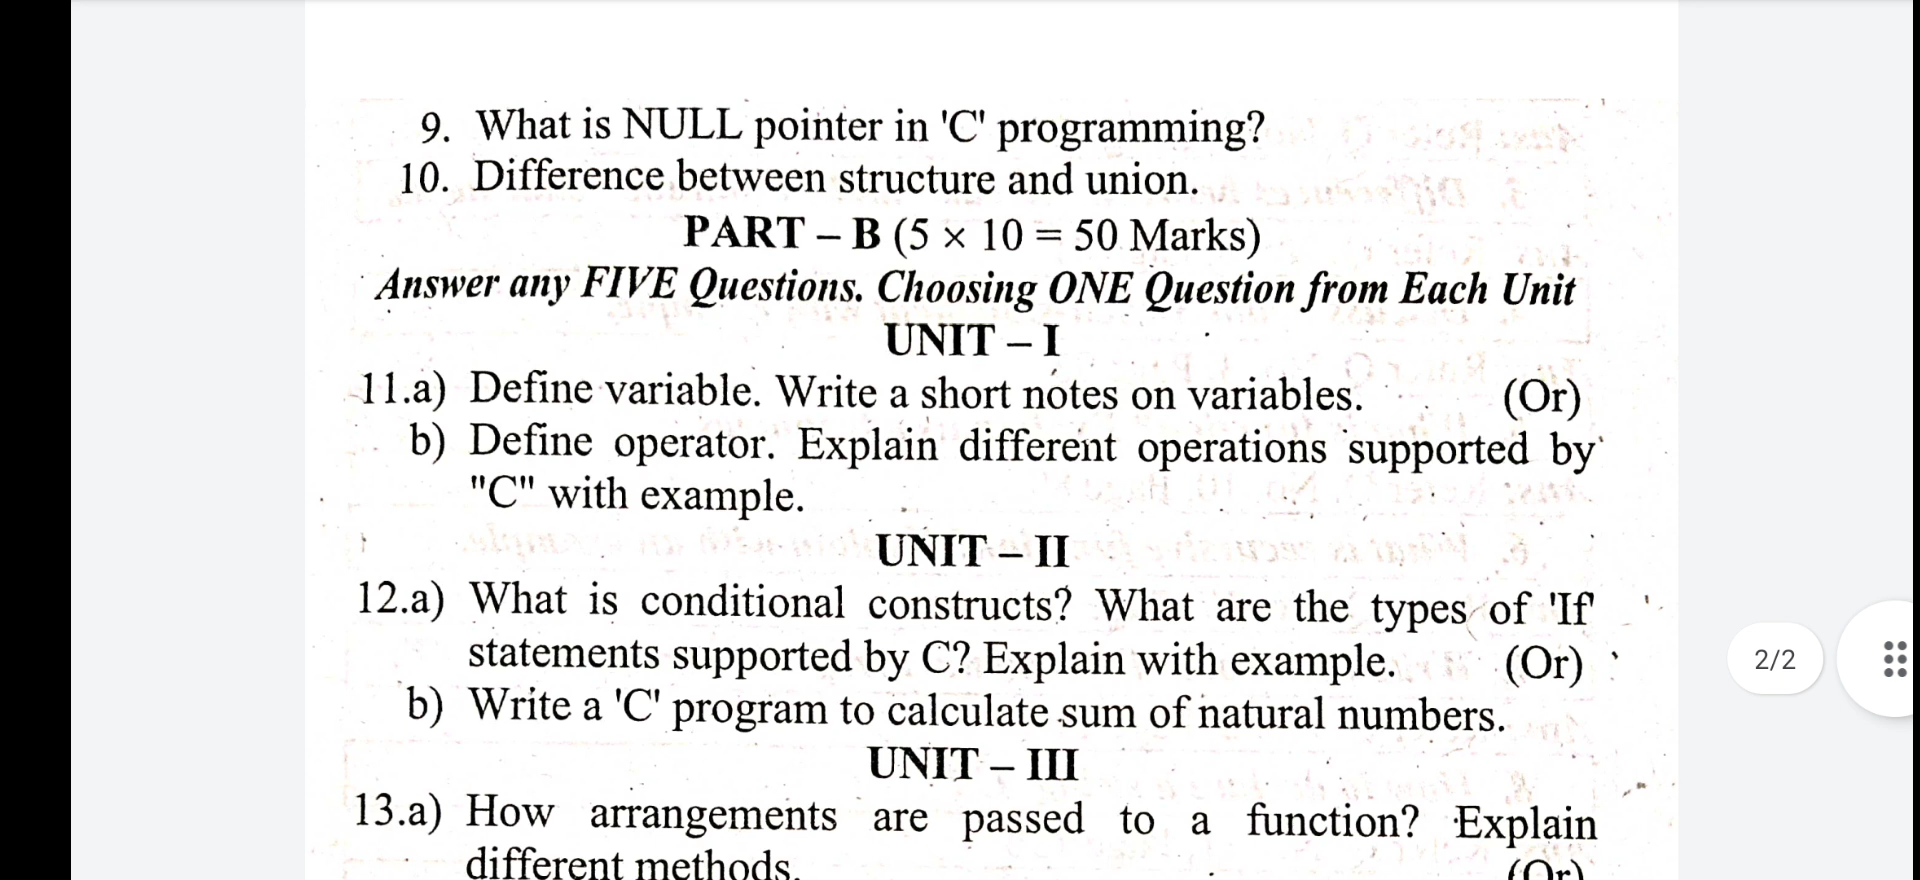 9. What is NULL pointer in 'C' programming?
10. Difference between structure and union.
PART – B (5 × 10 = 50 Marks)
Answer any FIVE Questions. Choosing ONE Question from Each Unit
UNIT – I
11.a) Define variable. Write a short notes on variables. (Or)
b) Define operator. Explain different operations supported by
"C" with example.
UNIT – II
12.a) What is conditional constructs? What are the types of 'If'
statements supported by C? Explain with example. (Or)
b) Write a 'C' program to calculate sum of natural numbers.
UNIT – III
13.a) How arrangements are passed to a function? Explain
different methods. (Or)
2/2